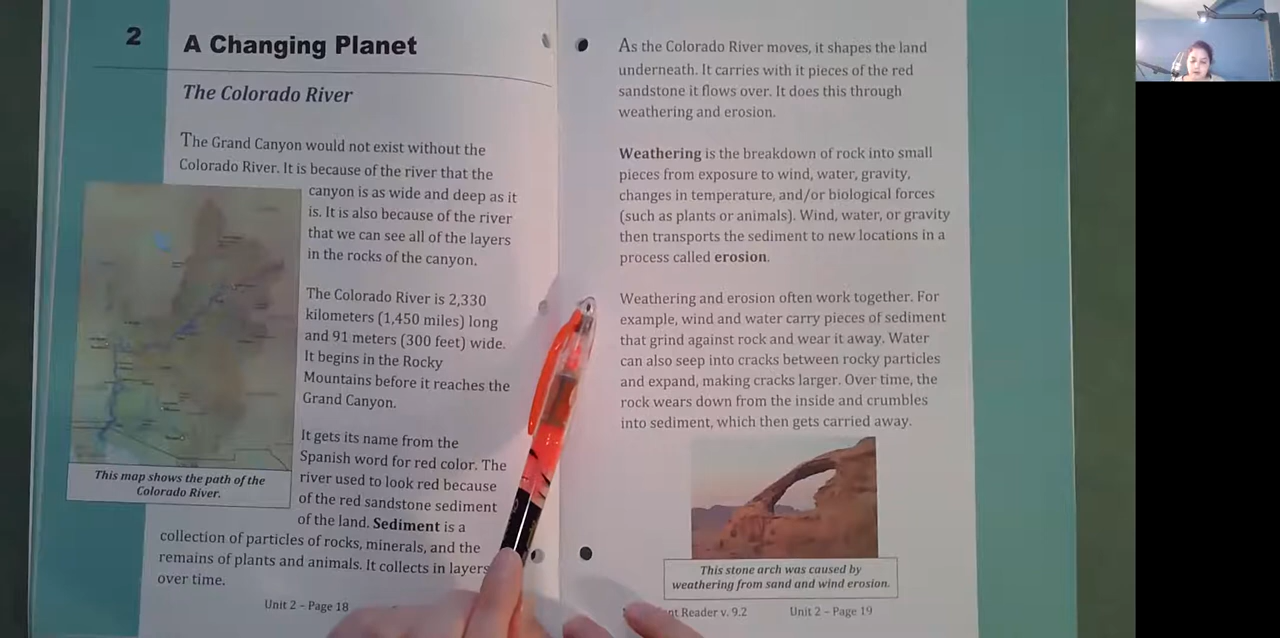 2
A Changing Planet
The Colorado River
The Grand Canyon would not exist without the
Colorado River. It is because of the river that the
canyon is as wide and deep as it
is. It is also because of the river
that we can see all of the layers
in the rocks of the canyon.
The Colorado River is 2,330
kilometers (1,450 miles) long
and 91 meters (300 feet) wide.
It begins in the Rocky
Mountains before it reaches the
Grand Canyon.
It gets its name from the
Spanish word for red color. The
river used to look red because
of the red sandstone sediment
of the land. Sediment is a
collection of particles of rocks, minerals, and the
remains of plants and animals. It collects in layers
over time.
This map shows the path of the
Colorado River.
Unit 2 – Page 18
As the Colorado River moves, it shapes the land
underneath. It carries with it pieces of the red
sandstone it flows over. It does this through
weathering and erosion.
Weathering is the breakdown of rock into small
pieces from exposure to wind, water, gravity,
changes in temperature, and/or biological forces
(such as plants or animals). Wind, water, or gravity
then transports the sediment to new locations in a
process called erosion.
Weathering and erosion often work together. For
example, wind and water carry pieces of sediment
that grind against rock and wear it away. Water
can also seep into cracks between rocky particles
and expand, making cracks larger. Over time, the
rock wears down from the inside and crumbles
into sediment, which then gets carried away.
This stone arch was caused by
weathering from sand and wind erosion.
Reader v. 9.2
Unit 2 – Page 19